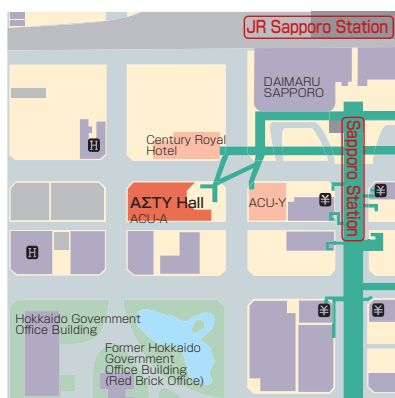 JR Sapporo Station
DAIMARU
SAPPORO
Sapporo Station
Century Royal
Hotel
H
¥
¥
AΣTY Hall
ACU-A
ACU-Y
H
Hokkaido Government
Office Building
¥
¥
Former Hokkaido
Government
Office Building
(Red Brick Office)